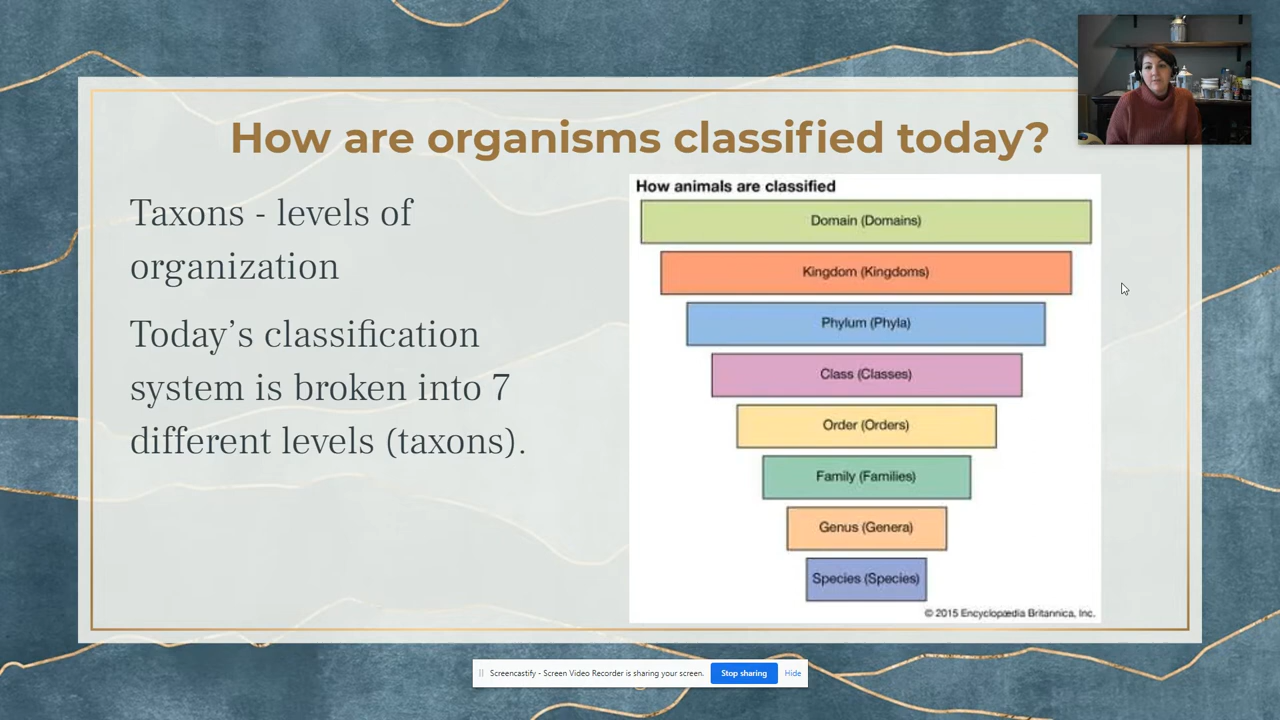 How are organisms classified today?
Taxons - levels of
organization
Today’s classification
system is broken into 7
different levels (taxons).
How animals are classified
Domain (Domains)
Kingdom (Kingdoms)
Phylum (Phyla)
Class (Classes)
Order (Orders)
Family (Families)
Genus (Genera)
Species (Species)
© 2015 Encyclopædia Britannica, Inc.
Screencastify - Screen Video Recorder is sharing your screen. Stop sharing Hide